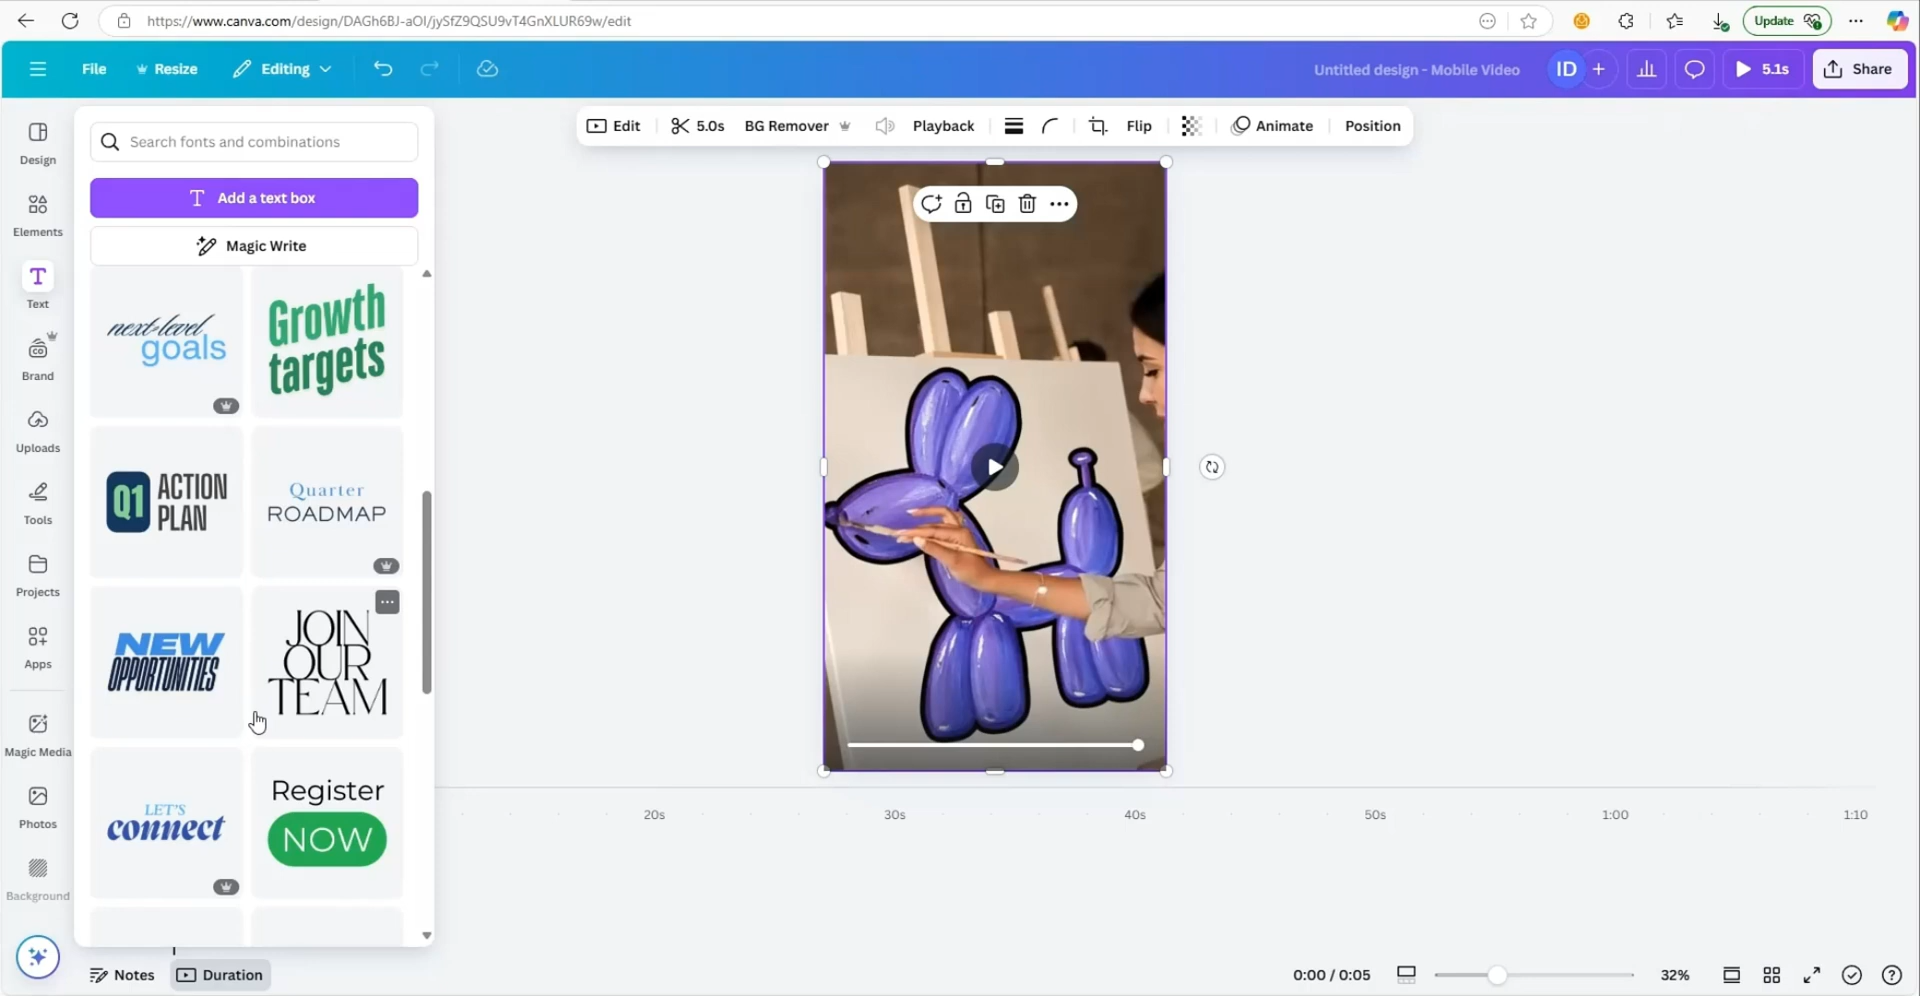 https://www.canva.com/design/DAGh6BJ-aOI/jySfZ9QSU9vT4GnXLUR69w/edit
Update
File
Resize
Editing
Untitled design - Mobile Video
ID
5.1s
Share
Design
Elements
Text
Brand
Uploads
Tools
Projects
Apps
Magic Media
Photos
Background
Search fonts and combinations
Add a text box
Magic Write
next-level
goals
Growth
targets
Q1 ACTION
PLAN
Quarter
ROADMAP
NEW
OPPORTUNITIES
JOIN
OUR
TEAM
LET'S
connect
Register
NOW
Edit
5.0s
BG Remover
Playback
Flip
Animate
Position
20s
30s
40s
50s
1:00
1:10
Notes
Duration
0:00 / 0:05
32%